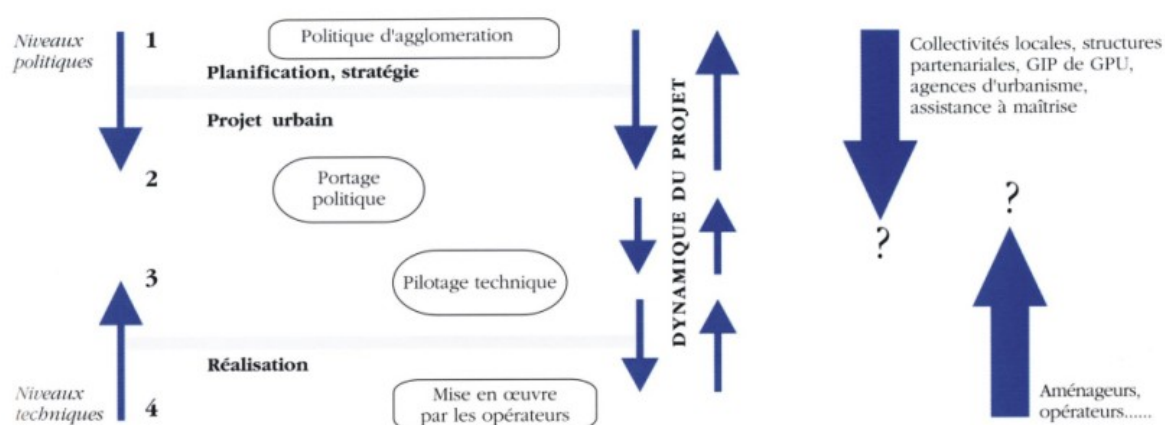 Niveaux
politiques
1
Politique d'agglomeration
Planification, stratégie
Projet urbain
2
Portage
politique
3
Pilotage technique
Réalisation
Niveaux
techniques
4
Mise en œuvre
par les opérateurs
DYNAMIQUE DU PROJET
Collectivités locales, structures
partenariales, GIP de GPU,
agences d'urbanisme,
assistance à maîtrise
?
?
Aménageurs,
opérateurs......